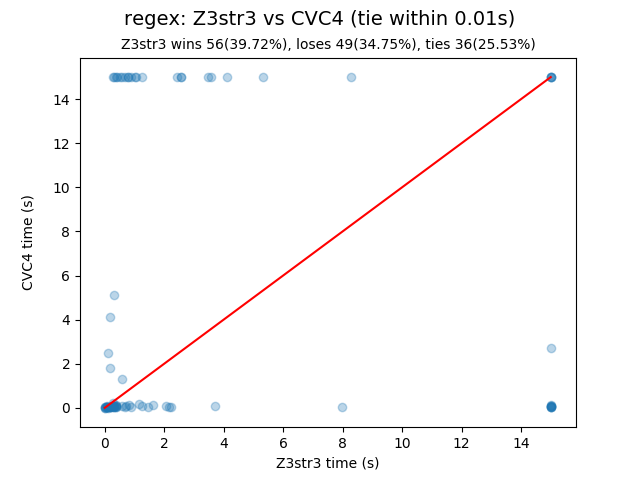 regex: Z3str3 vs CVC4 (tie within 0.01s)
Z3str3 wins 56(39.72%), loses 49(34.75%), ties 36(25.53%)
14
12
10
8
6
4
2
0
CVC4 time (s)
0 2 4 6 8 10 12 14
Z3str3 time (s)